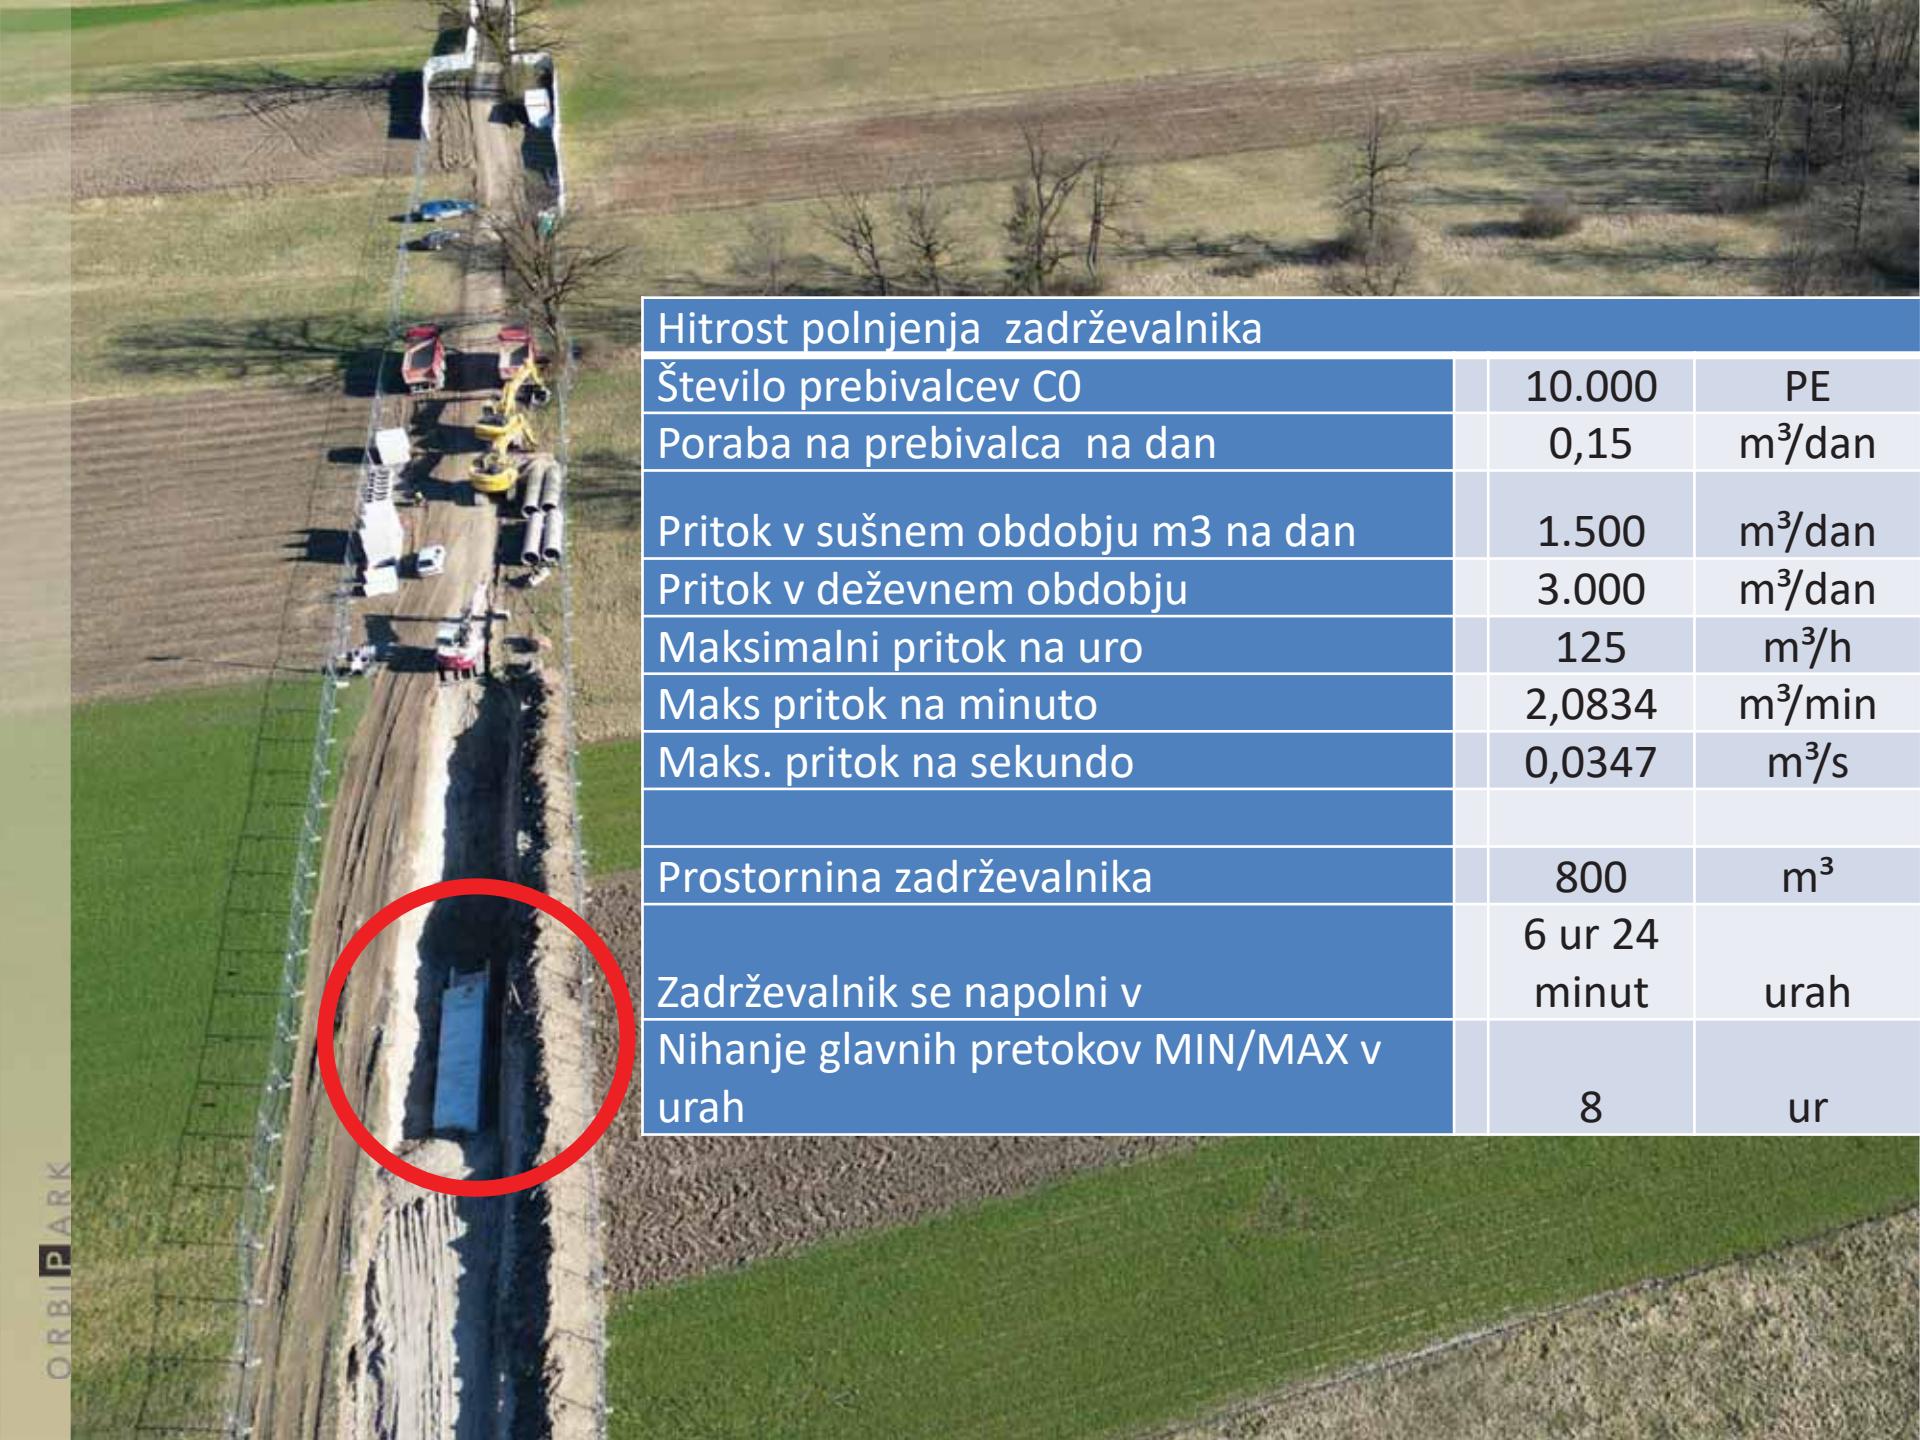 Hitrost polnjenja zadrževalnika
Število prebivalcev C0 10.000 PE
Poraba na prebivalca na dan 0,15 m³/dan
Pritok v sušnem obdobju m3 na dan 1.500 m³/dan
Pritok v deževnem obdobju 3.000 m³/dan
Maksimalni pritok na uro 125 m³/h
Maks pritok na minuto 2,0834 m³/min
Maks. pritok na sekundo 0,0347 m³/s
Prostornina zadrževalnika 800 m³
6 ur 24
Zadrževalnik se napolni v minut urah
Nihanje glavnih pretokov MIN/MAX v
urah 8 ur
ORBIPARK